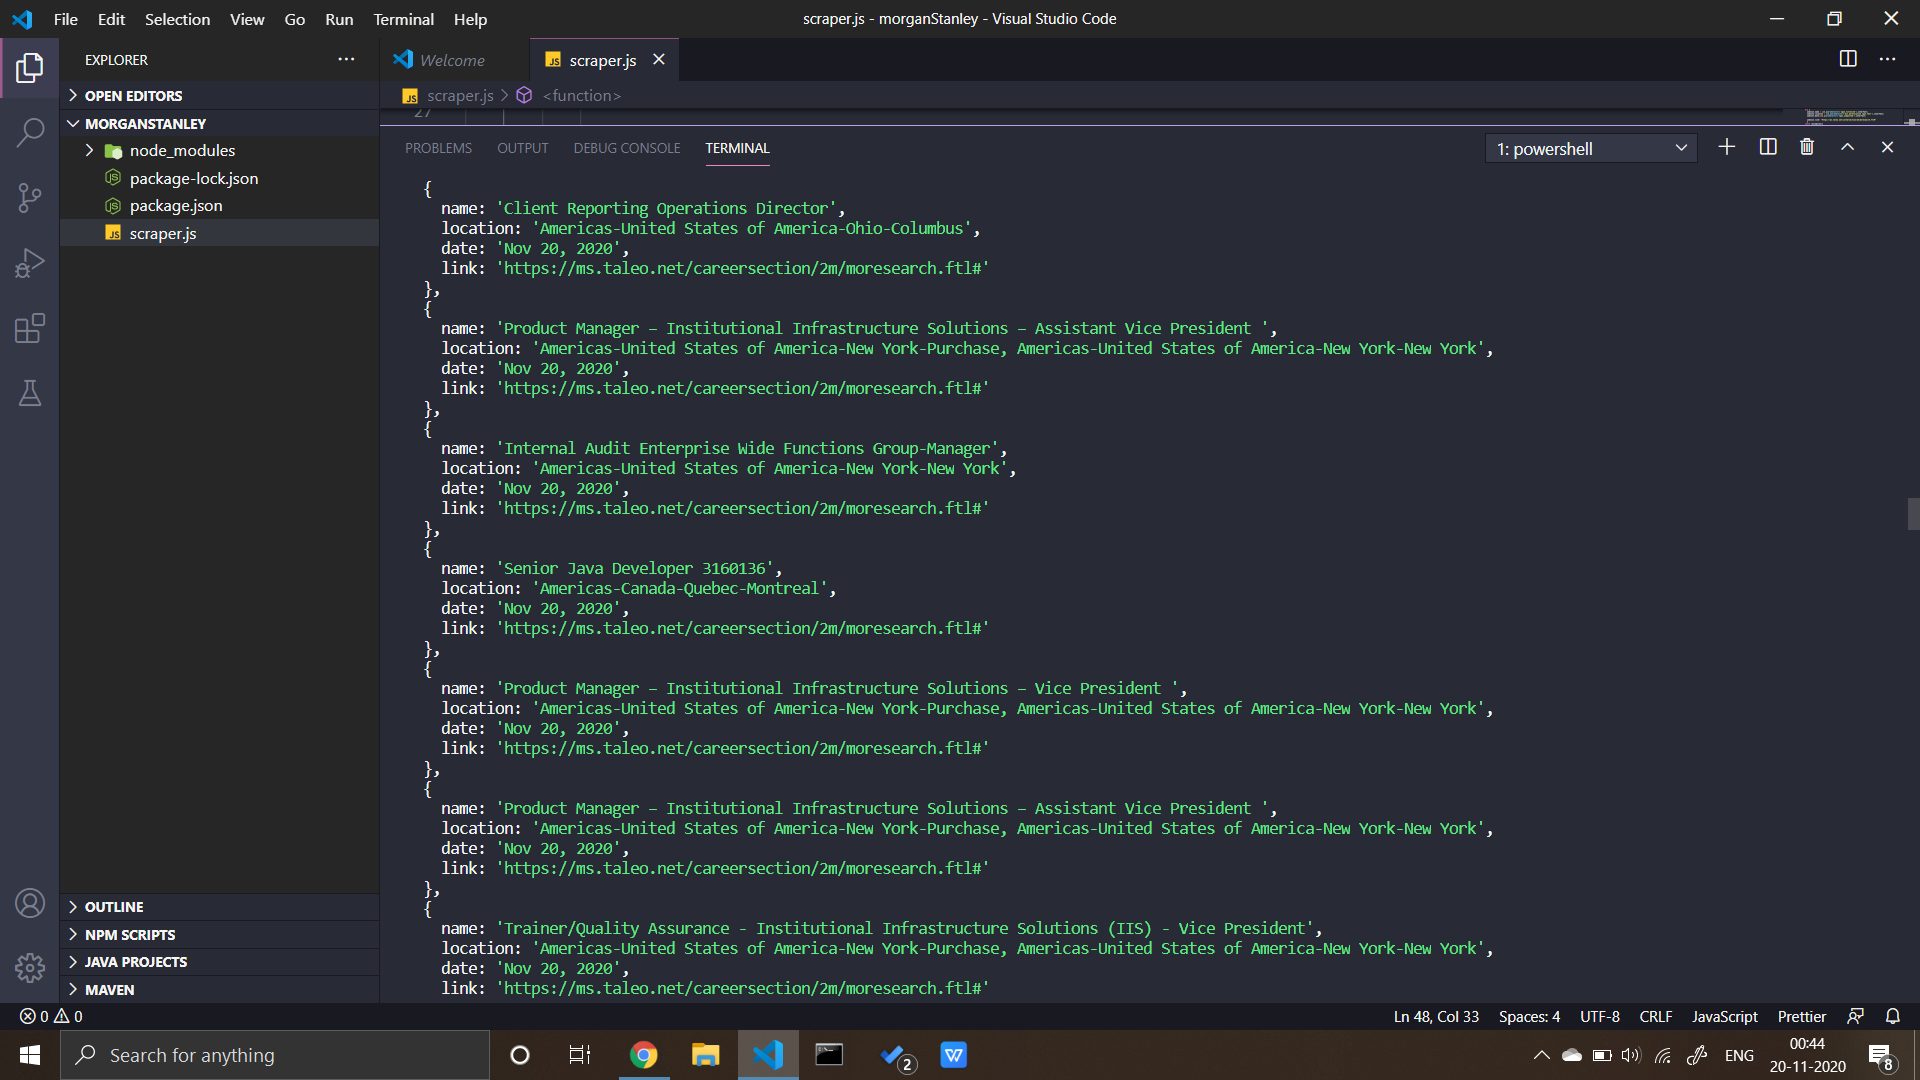 File Edit Selection View Go Run Terminal Help
scraper.js - morganStanley - Visual Studio Code
EXPLORER
Welcome
JS scraper.js
OPEN EDITORS
JS scraper.js > <function>
MORGANSTANLEY
27
node_modules
package-lock.json
package.json
JS scraper.js
PROBLEMS OUTPUT DEBUG CONSOLE TERMINAL
1: powershell
{
name: 'Client Reporting Operations Director',
location: 'Americas-United States of America-Ohio-Columbus',
date: 'Nov 20, 2020',
link: 'https://ms.taleo.net/careersection/2m/moresearch.ftl#'
},
{
name: 'Product Manager – Institutional Infrastructure Solutions – Assistant Vice President ',
location: 'Americas-United States of America-New York-Purchase, Americas-United States of America-New York-New York',
date: 'Nov 20, 2020',
link: 'https://ms.taleo.net/careersection/2m/moresearch.ftl#'
},
{
name: 'Internal Audit Enterprise Wide Functions Group-Manager',
location: 'Americas-United States of America-New York-New York',
date: 'Nov 20, 2020',
link: 'https://ms.taleo.net/careersection/2m/moresearch.ftl#'
},
{
name: 'Senior Java Developer 3160136',
location: 'Americas-Canada-Quebec-Montreal',
date: 'Nov 20, 2020',
link: 'https://ms.taleo.net/careersection/2m/moresearch.ftl#'
},
{
name: 'Product Manager – Institutional Infrastructure Solutions – Vice President ',
location: 'Americas-United States of America-New York-Purchase, Americas-United States of America-New York-New York',
date: 'Nov 20, 2020',
link: 'https://ms.taleo.net/careersection/2m/moresearch.ftl#'
},
{
name: 'Product Manager – Institutional Infrastructure Solutions – Assistant Vice President ',
location: 'Americas-United States of America-New York-Purchase, Americas-United States of America-New York-New York',
date: 'Nov 20, 2020',
link: 'https://ms.taleo.net/careersection/2m/moresearch.ftl#'
},
{
name: 'Trainer/Quality Assurance - Institutional Infrastructure Solutions (IIS) - Vice President',
location: 'Americas-United States of America-New York-Purchase, Americas-United States of America-New York-New York',
date: 'Nov 20, 2020',
link: 'https://ms.taleo.net/careersection/2m/moresearch.ftl#'
OUTLINE
NPM SCRIPTS
JAVA PROJECTS
MAVEN
0 0
Ln 48, Col 33 Spaces: 4 UTF-8 CRLF JavaScript Prettier
Search for anything
2
W
ENG
00:44
20-11-2020
8